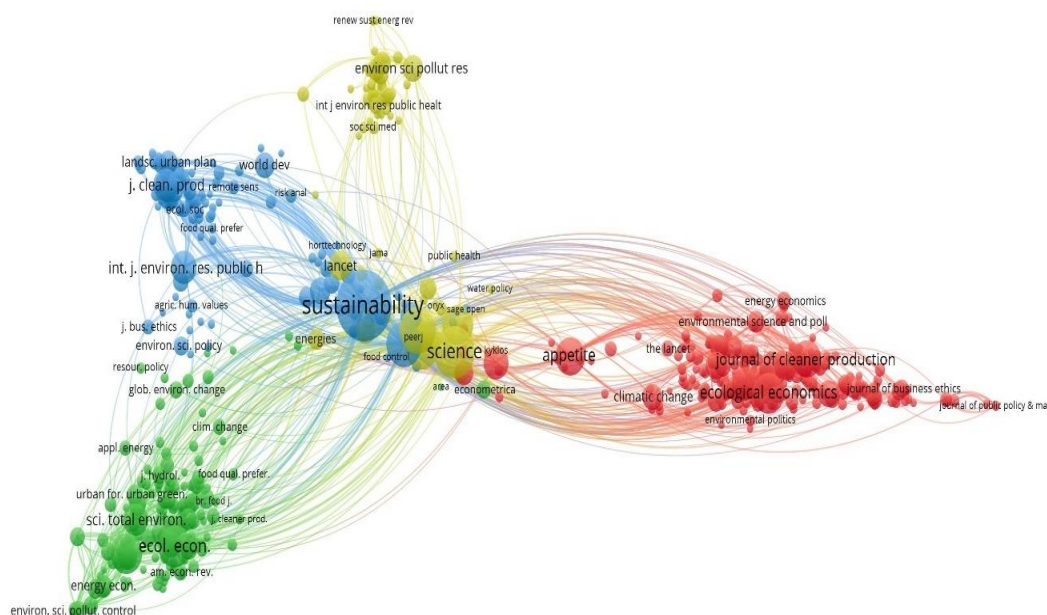 renew sust energ rev
environ sci pollut res
int j environ res public healt
soc sci med
landsc. urban plan
world dev
j. clean. prod
remote sens
risk anal
ecol. soc
food qual. prefer
horttechnology
jama
public health
lancet
int. j. environ. res. public h
water policy
agric. hum. values
sustainability
oryx
sage open
energy economics
j. bus. ethics
environmental science and poll
energies
peerj
environ. sci. policy
science
kyklos
appetite
the lancet
food control
journal of cleaner production
resour. policy
glob. environ. change
area
econometrica
climatic change
ecological economics
journal of business ethics
journal of public policy & ma
environmental politics
clim. change
appl. energy
j. hydrol.
food qual. prefer.
urban for. urban green.
br. food j.
sci. total environ.
j. cleaner prod.
ecol. econ.
am. econ. rev.
energy econ.
environ. sci. pollut. control